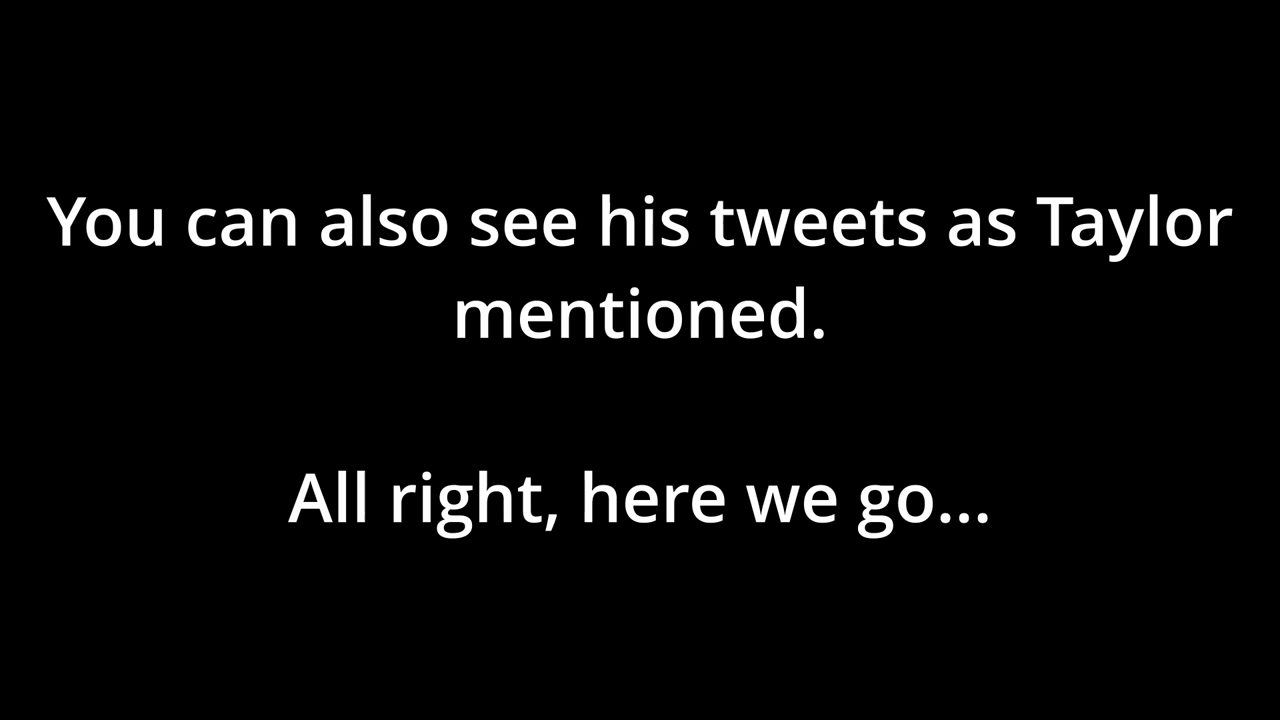 You can also see his tweets as Taylor
mentioned.
All right, here we go...